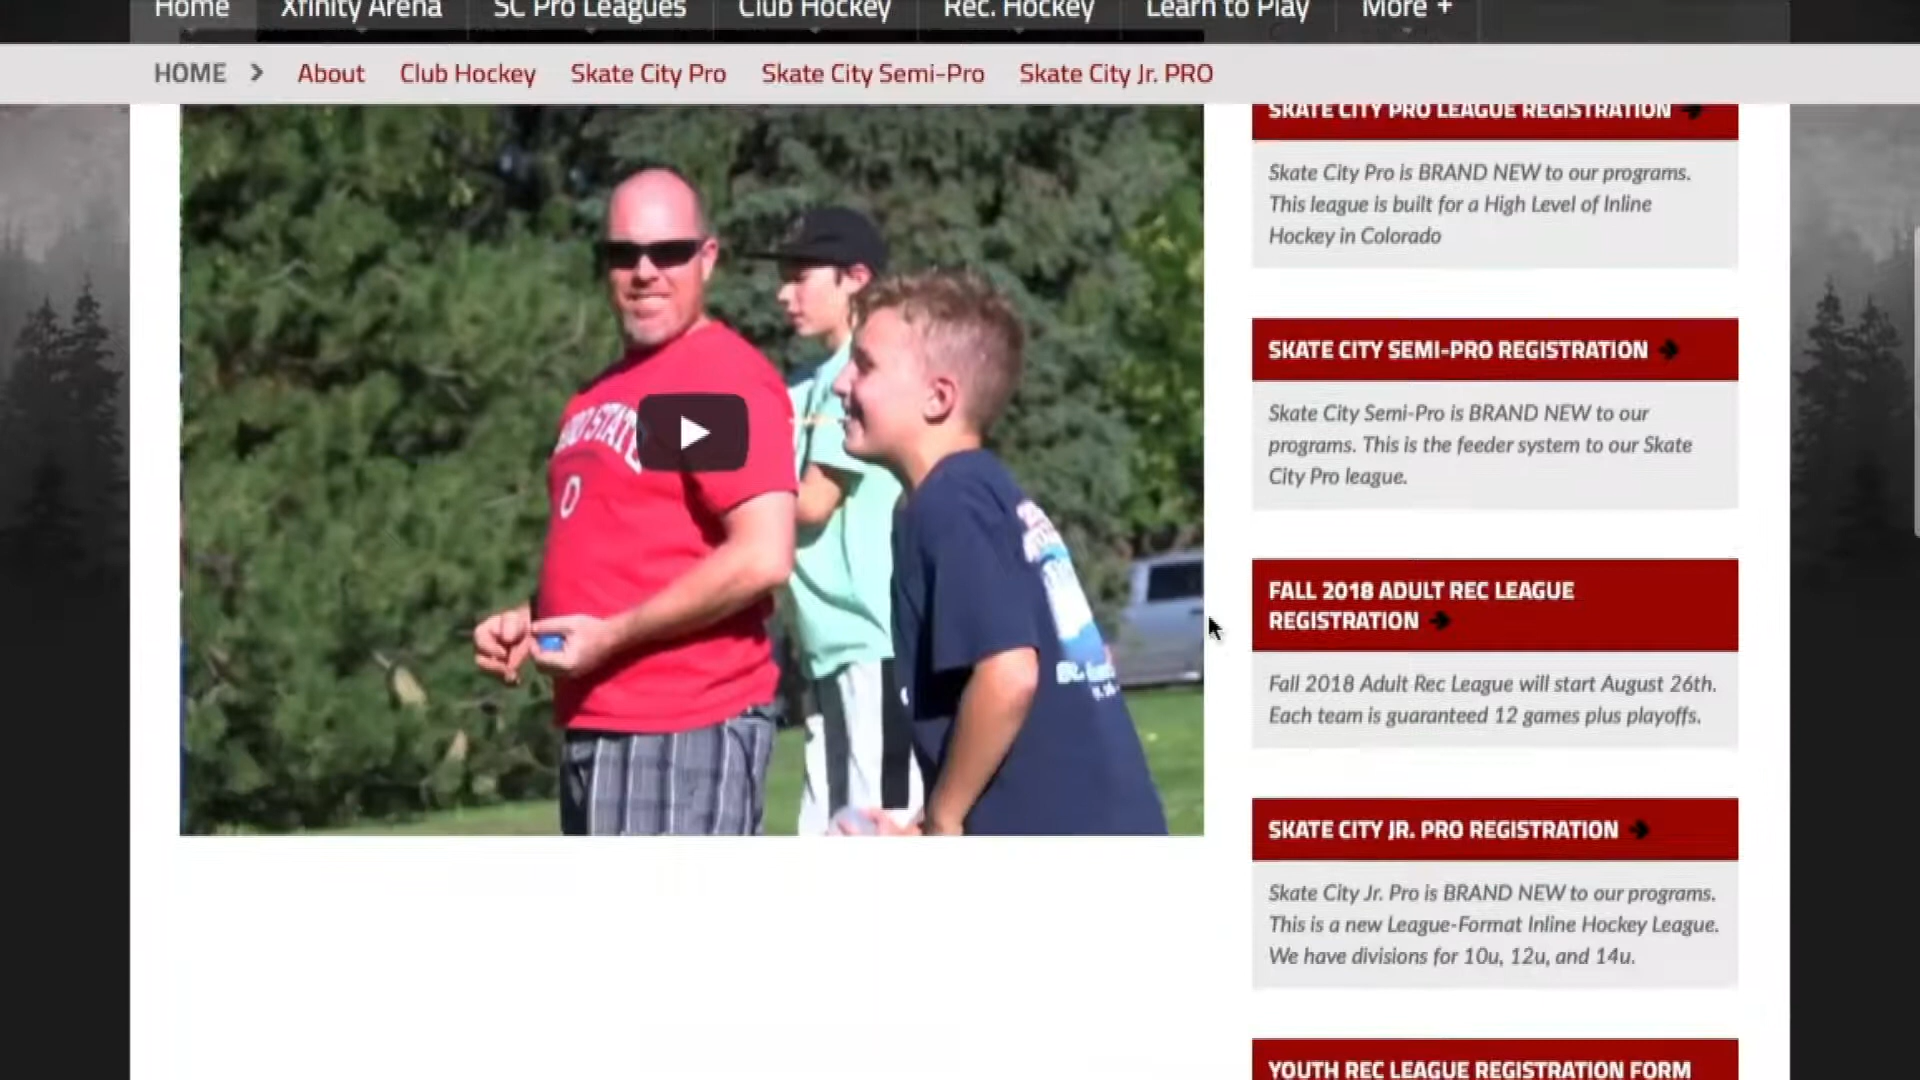 Home Xfinity Arena SC Pro Leagues Club Hockey Rec. Hockey Learn to Play More +
HOME About Club Hockey Skate City Pro Skate City Semi-Pro Skate City Jr. PRO
SKATE CITY PRO LEAGUE REGISTRATION
Skate City Pro is BRAND NEW to our programs.
This league is built for a High Level of Inline
Hockey in Colorado
SKATE CITY SEMI-PRO REGISTRATION
Skate City Semi-Pro is BRAND NEW to our
programs. This is the feeder system to our Skate
City Pro league.
FALL 2018 ADULT REC LEAGUE
REGISTRATION
Fall 2018 Adult Rec League will start August 26th.
Each team is guaranteed 12 games plus playoffs.
SKATE CITY JR. PRO REGISTRATION
Skate City Jr. Pro is BRAND NEW to our programs.
This is a new League-Format Inline Hockey League.
We have divisions for 10u, 12u, and 14u.
YOUTH REC LEAGUE REGISTRATION FORM